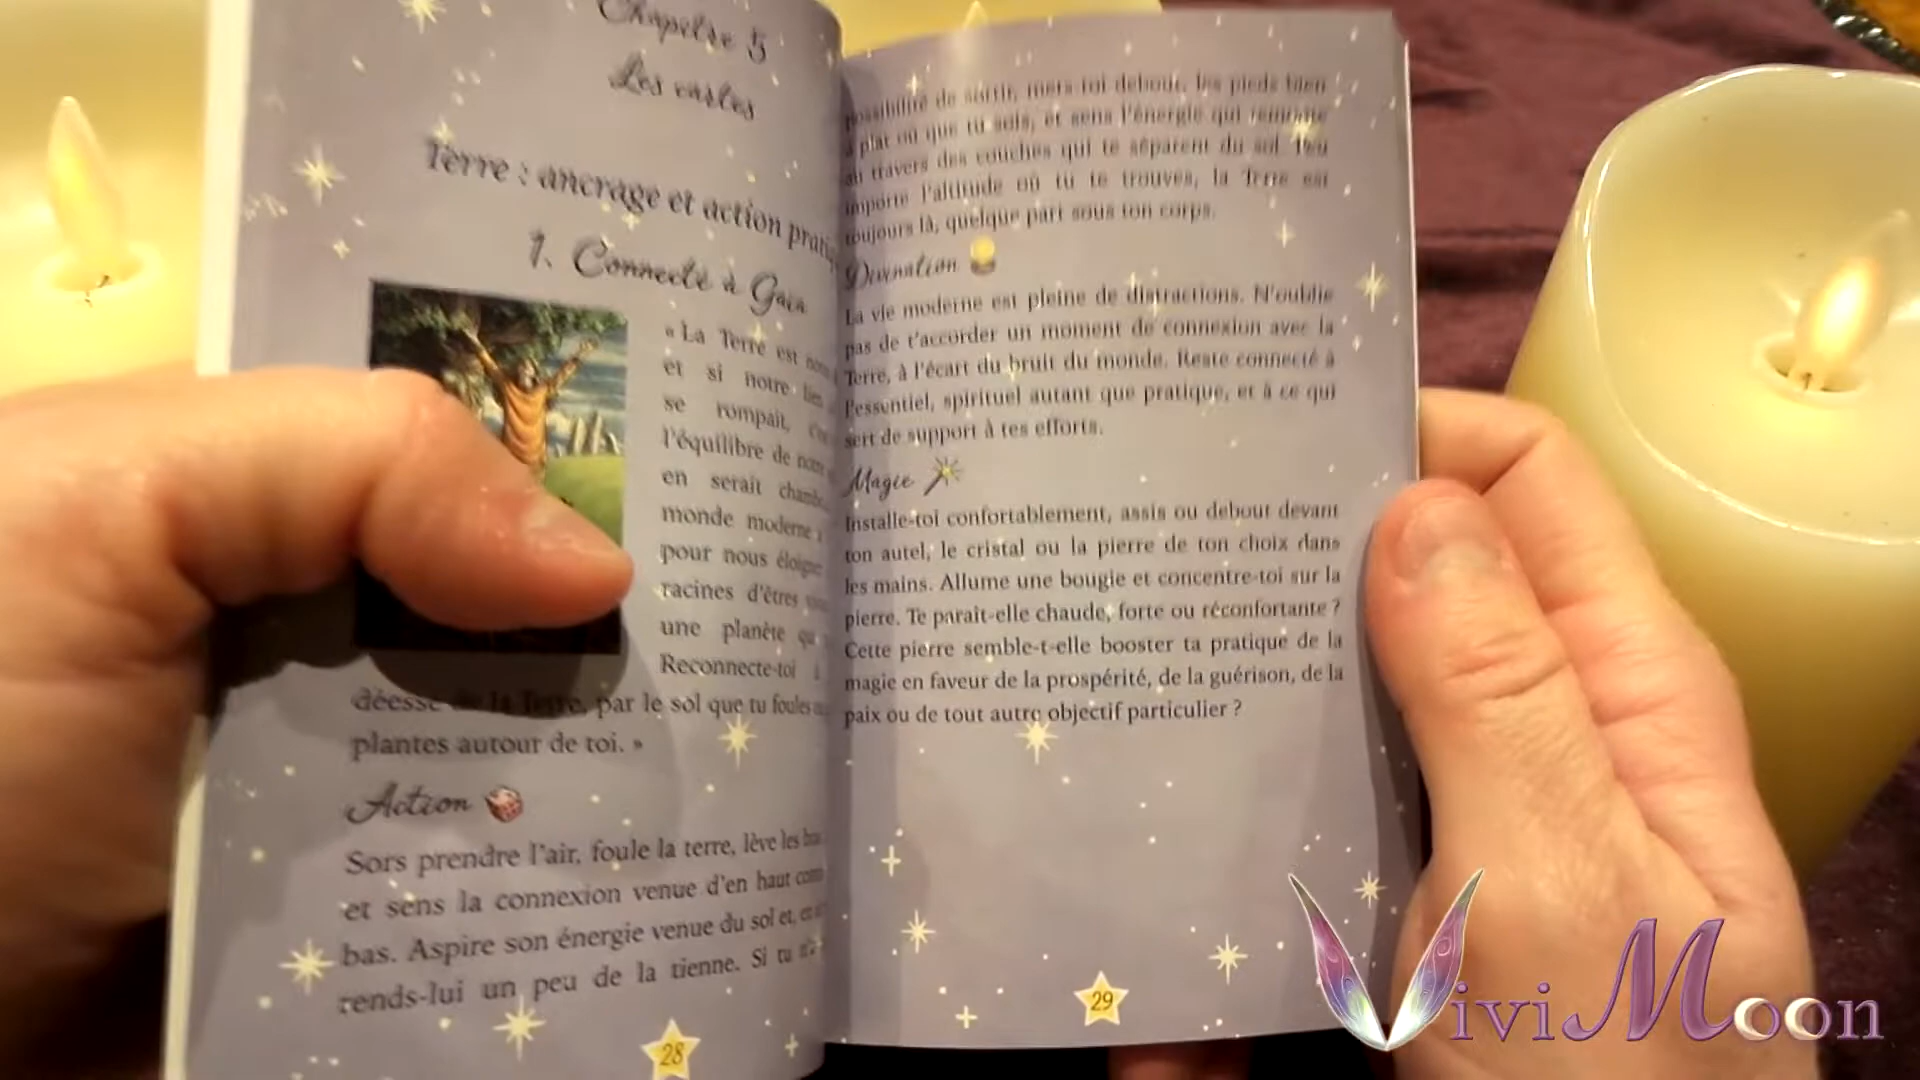 Chapitre 5
Les cartes
Terre : ancrage et action
1. Connecté à Gaïa
« La Terre est
et si notre
se rompait,
l'équilibre de
en serait
monde moderne
pour nous
racines d'êtres
une planète
Reconnecte-toi
déesse de la Terre, par le sol que tu foules
plantes autour de toi. »
Action
Sors prendre l'air, foule la terre, lève les
et sens la connexion venue d'en haut
bas. Aspire son énergie venue du sol et,
rends-lui un peu de la tienne. Si tu
28
possibilité de sortir, mets-toi debout, les pieds bien
à plat où que tu sois, et sens l'énergie qui remonte
au travers des couches qui te séparent du sol. Peu
importe l'altitude où tu te trouves, la Terre est
toujours là, quelque part sous ton corps.
Divination
La vie moderne est pleine de distractions. N'oublie
pas de t'accorder un moment de connexion avec la
Terre, à l'écart du bruit du monde. Reste connecté à
l'essentiel, spirituel autant que pratique, et à ce qui
sert de support à tes efforts.
Magie
Installe-toi confortablement, assis ou debout devant
ton autel, le cristal ou la pierre de ton choix dans
les mains. Allume une bougie et concentre-toi sur la
pierre. Te paraît-elle chaude, forte ou réconfortante ?
Cette pierre semble-t-elle booster ta pratique de la
magie en faveur de la prospérité, de la guérison, de la
paix ou de tout autre objectif particulier ?
29
ViviMoon